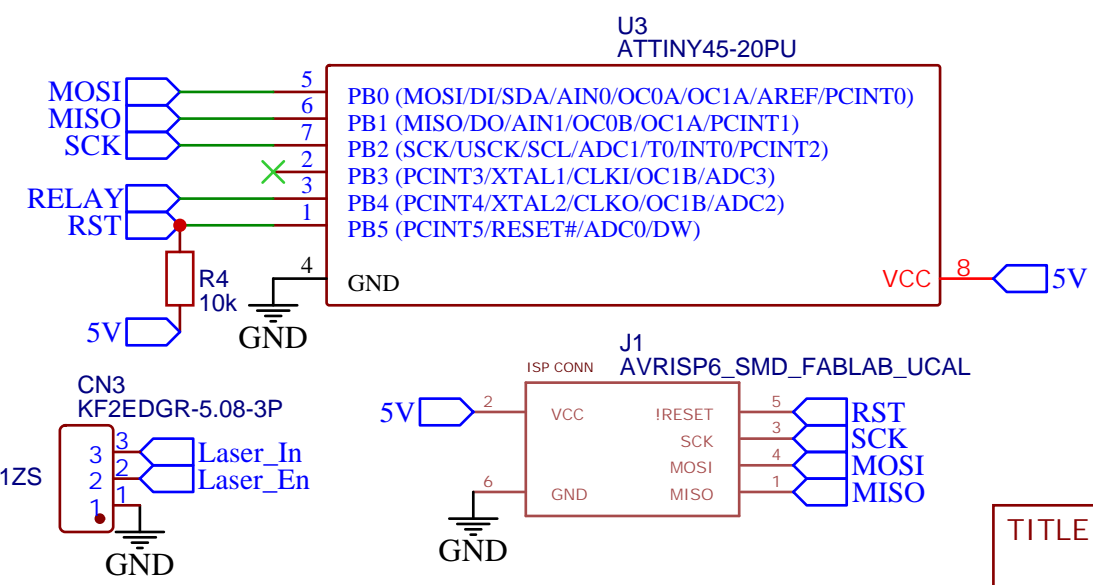 U3
ATTINY45-20PU
MOSI
5
PB0 (MOSI/DI/SDA/AIN0/OC0A/OC1A/AREF/PCINT0)
MISO
6
PB1 (MISO/DO/AIN1/OC0B/OC1A/PCINT1)
SCK
7
PB2 (SCK/USCK/SCL/ADC1/T0/INT0/PCINT2)
2
PB3 (PCINT3/XTAL1/CLKI/OC1B/ADC3)
RELAY
3
PB4 (PCINT4/XTAL2/CLKO/OC1B/ADC2)
RST
1
PB5 (PCINT5/RESET#/ADC0/DW)
4
GND
VCC
8
5V
R4
10k
5V
GND
J1
AVRISP6_SMD_FABLAB_UCAL
ISP CONN
5V
2
VCC
!RESET
5
RST
SCK
3
SCK
MOSI
4
MOSI
6
GND
MISO
1
MISO
GND
CN3
KF2EDGR-5.08-3P
3
3
Laser_In
1ZS
2
2
Laser_En
1
1
GND
TITLE